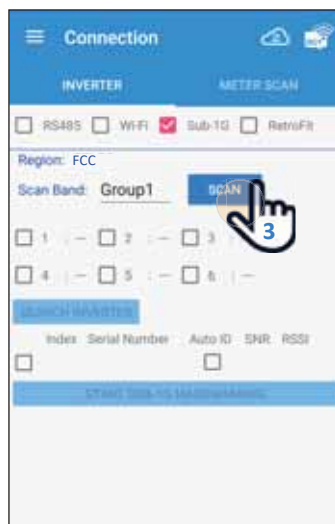 Connection
INVERTER METER SCAN
RS485 Wi-Fi Sub-1G RetroFit
Region: FCC
Scan Band: Group1 SCAN
3
1 : -- 2 : -- 3 :
4 : -- 5 : -- 6 : --
SEARCH INVERTER
Index Serial Number Auto ID SNR RSSI
START SUB-1G HANDSHAKING